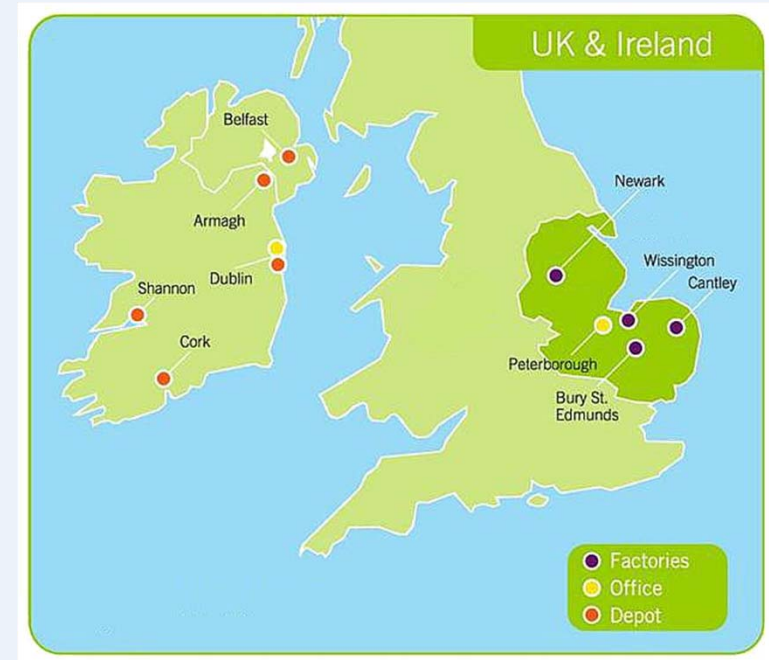 UK & Ireland
Belfast
Newark
Armagh
Wissington
Dublin
Cantley
Shannon
Cork
Peterborough
Bury St.
Edmunds
Factories
Office
Depot